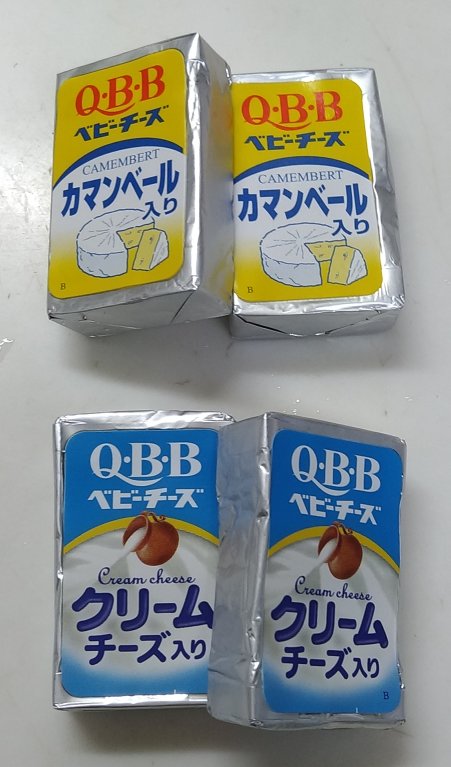 Q・B・B
ベビーチーズ
CAMEMBERT
カマンベール
入り
B
Q・B・B
ベビーチーズ
CAMEMBERT
カマンベール
入り
B
Q・B・B
ベビーチーズ
Cream cheese
クリーム
チーズ入り
B
Q・B・B
ベビーチーズ
Cream cheese
クリーム
チーズ入り
B